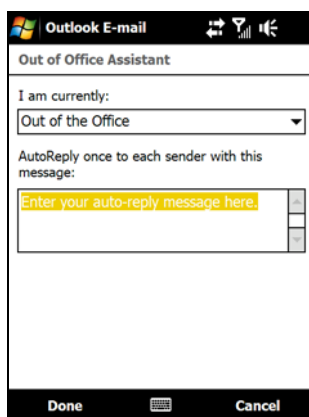 Outlook E-mail
Out of Office Assistant
I am currently:
Out of the Office
AutoReply once to each sender with this
message:
Enter your auto-reply message here.
Done Cancel